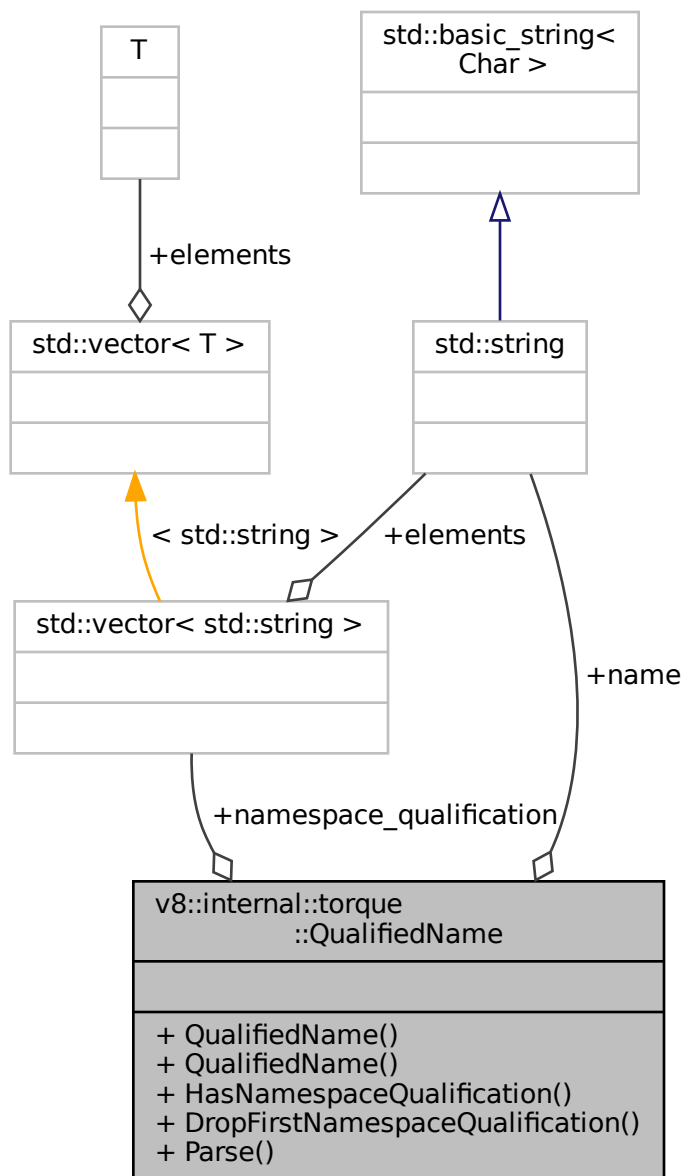 T
std::basic_string<
Char >
+elements
std::vector< T >
std::string
< std::string >
+elements
std::vector< std::string >
+name
+namespace_qualification
v8::internal::torque
::QualifiedName
+ QualifiedName()
+ QualifiedName()
+ HasNamespaceQualification()
+ DropFirstNamespaceQualification()
+ Parse()